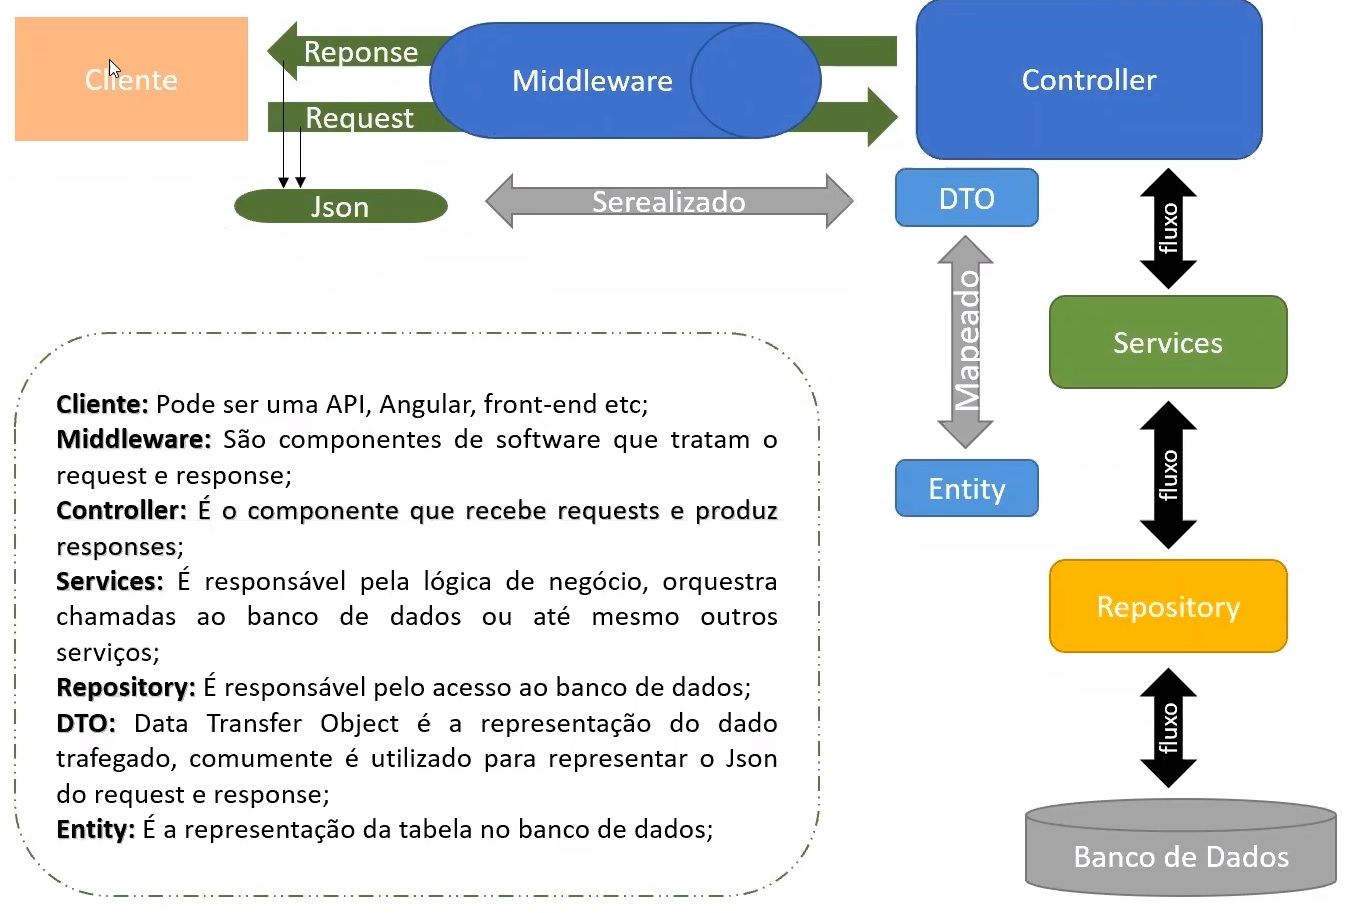 Cliente
Reponse
Request
Middleware
Controller
Json
Serealizado
DTO
fluxo
Mapeado
Services
Entity
fluxo
Repository
fluxo
Banco de Dados
Cliente: Pode ser uma API, Angular, front-end etc;
Middleware: São componentes de software que tratam o
request e response;
Controller: É o componente que recebe requests e produz
responses;
Services: É responsável pela lógica de negócio, orquestra
chamadas ao banco de dados ou até mesmo outros
serviços;
Repository: É responsável pelo acesso ao banco de dados;
DTO: Data Transfer Object é a representação do dado
trafegado, comumente é utilizado para representar o Json
do request e response;
Entity: É a representação da tabela no banco de dados;